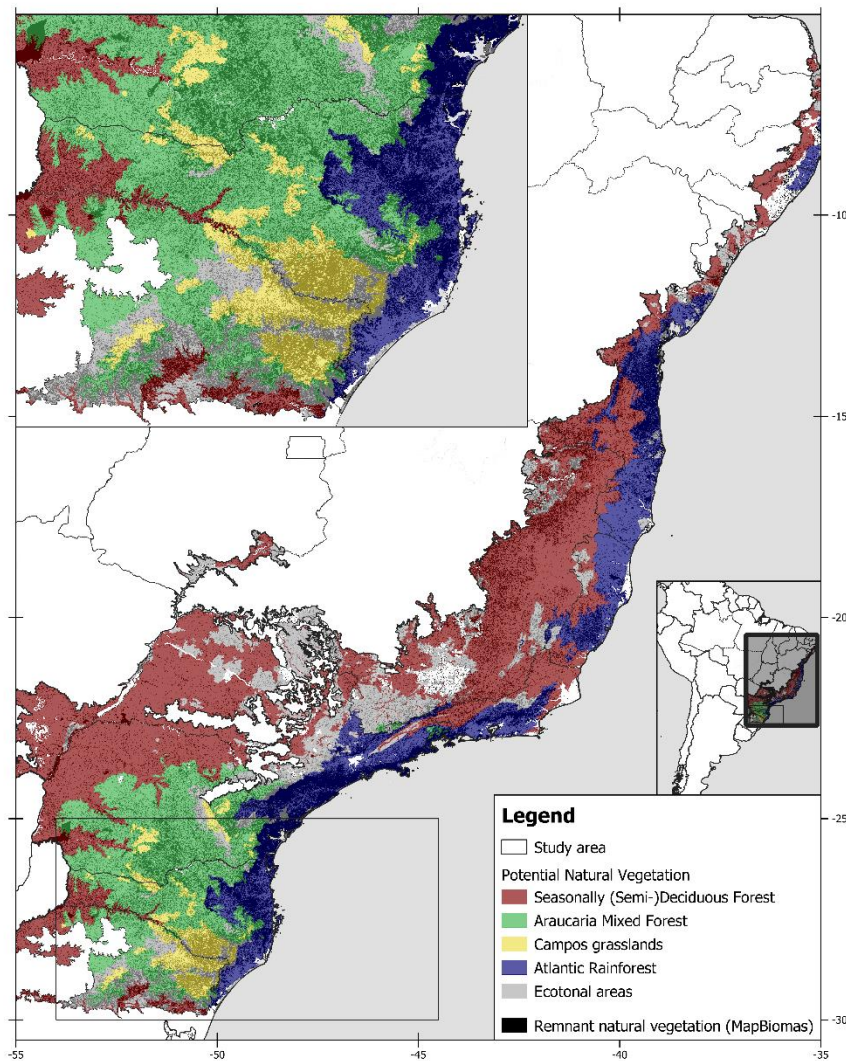 -10
-15
-20
-25
-30
-55
-50
-45
-40
-35
Legend
Study area
Potential Natural Vegetation
Seasonally (Semi-)Deciduous Forest
Araucaria Mixed Forest
Campos grasslands
Atlantic Rainforest
Ecotonal areas
Remnant natural vegetation (MapBiomas)